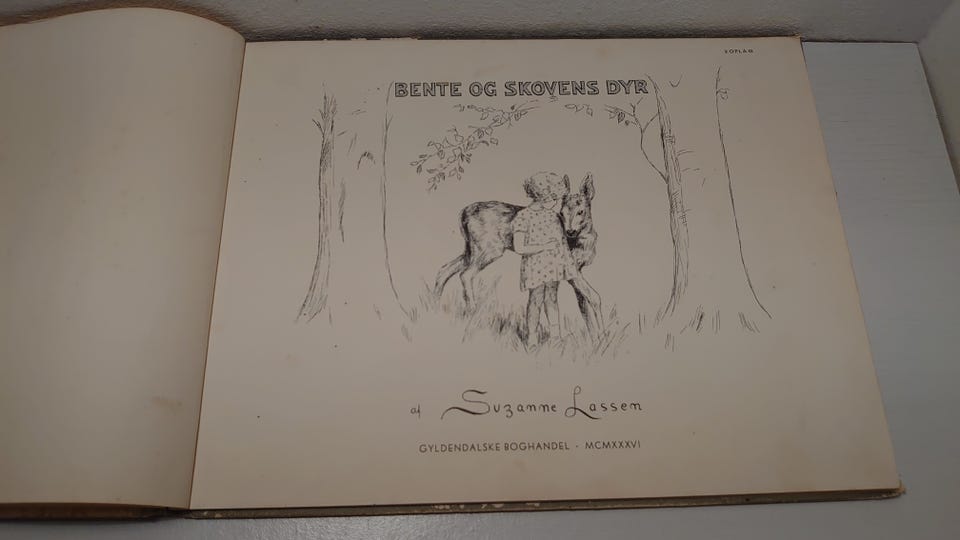 BENTE OG SKOVENS DYR
af Suzanne Lassen
GYLDENDALSKE BOGHANDEL · MCMXXXVI